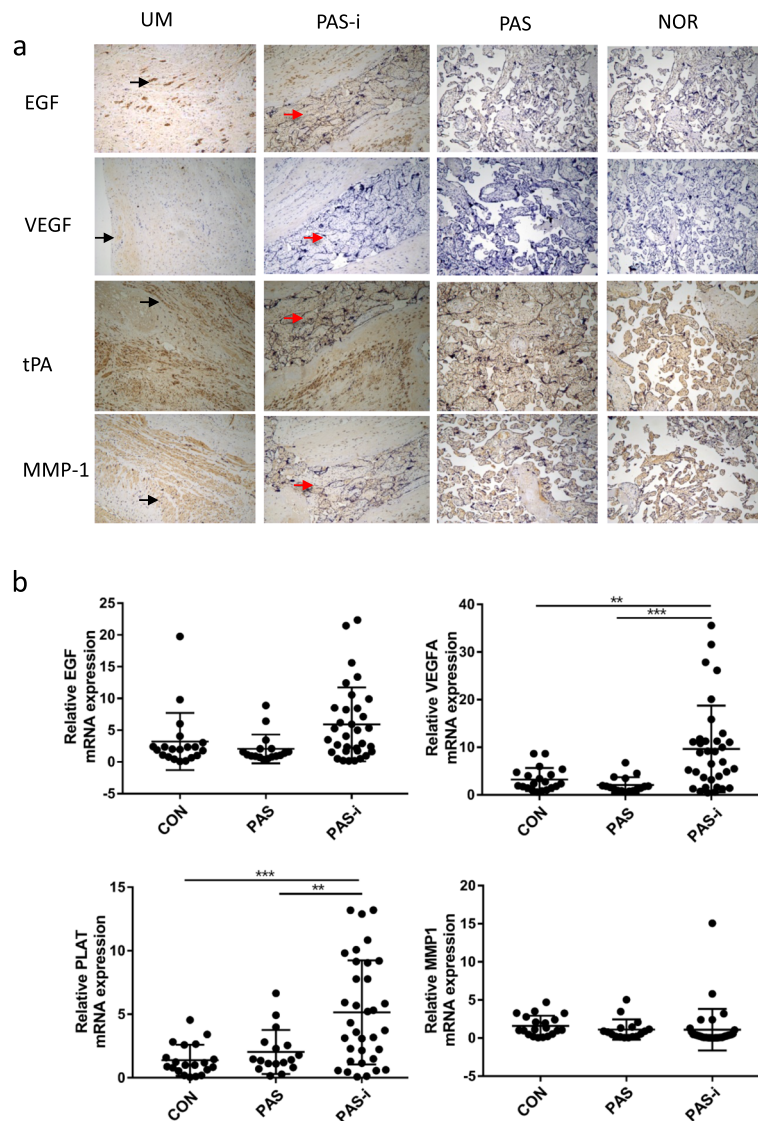 UM PAS-i PAS NOR
a
EGF
VEGF
tPA
MMP-1
b
Relative EGF
mRNA expression
25
20
15
10
5
0
-5
CON PAS PAS-i
Relative VEGFA
mRNA expression
**
***
40
30
20
10
0
CON PAS PAS-i
Relative PLAT
mRNA expression
***
**
15
10
5
0
CON PAS PAS-i
Relative MMP1
mRNA expression
20
15
10
5
0
-5
CON PAS PAS-i